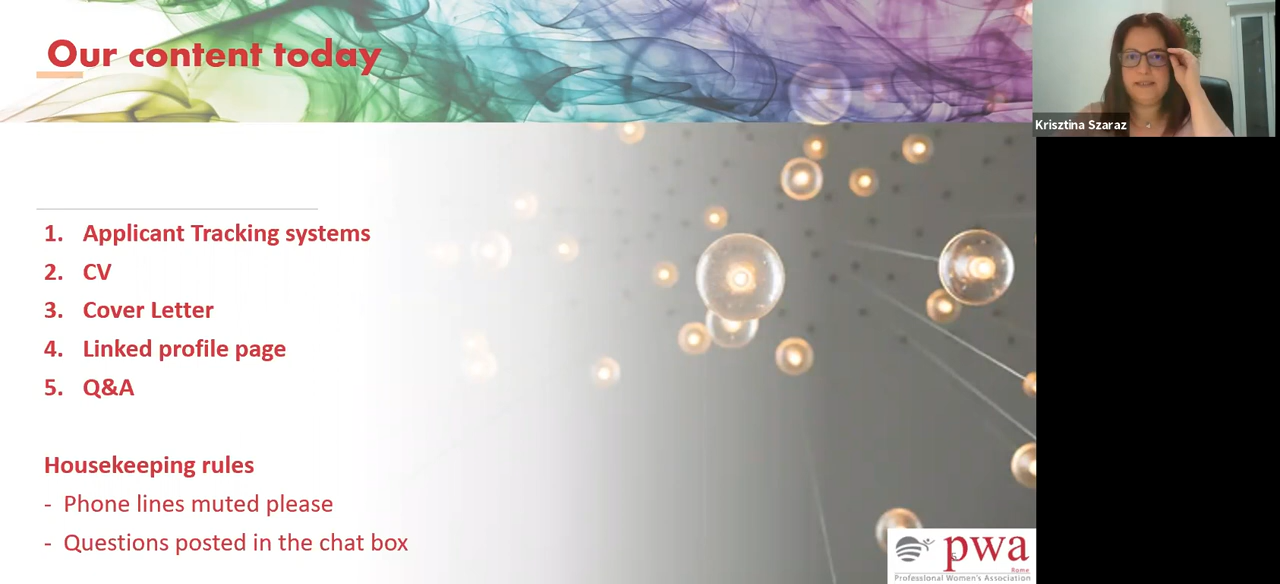 Our content today
Krisztina Szaraz
1. Applicant Tracking systems
2. CV
3. Cover Letter
4. Linked profile page
5. Q&A
Housekeeping rules
- Phone lines muted please
- Questions posted in the chat box
pwa
Rome
Professional Women's Association